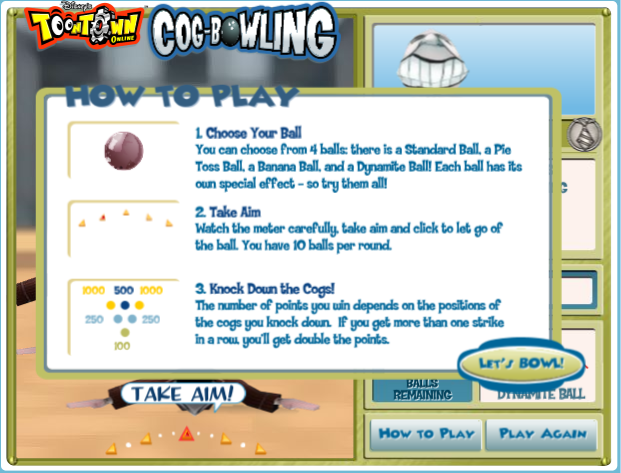 Disney's
TOONTOWN
ONLINE
COG-BOWLING
HOW TO PLAY
1. Choose Your Ball
You can choose from 4 balls: there is a Standard Ball, a Pie
Toss Ball, a Banana Ball, and a Dynamite Ball! Each ball has its
own special effect - so try them all!
2. Take Aim
Watch the meter carefully, take aim and click to let go of
the ball. You have 10 balls per round.
1000 500 1000
250 250
100
3. Knock Down the Cogs!
The number of points you win depends on the positions of
the cogs you knock down. If you get more than one strike
in a row, you'll get double the points.
LET'S BOWL!
BALLS
REMAINING
DYNAMITE BALL
TAKE AIM!
HOW TO PLAY
PLAY AGAIN